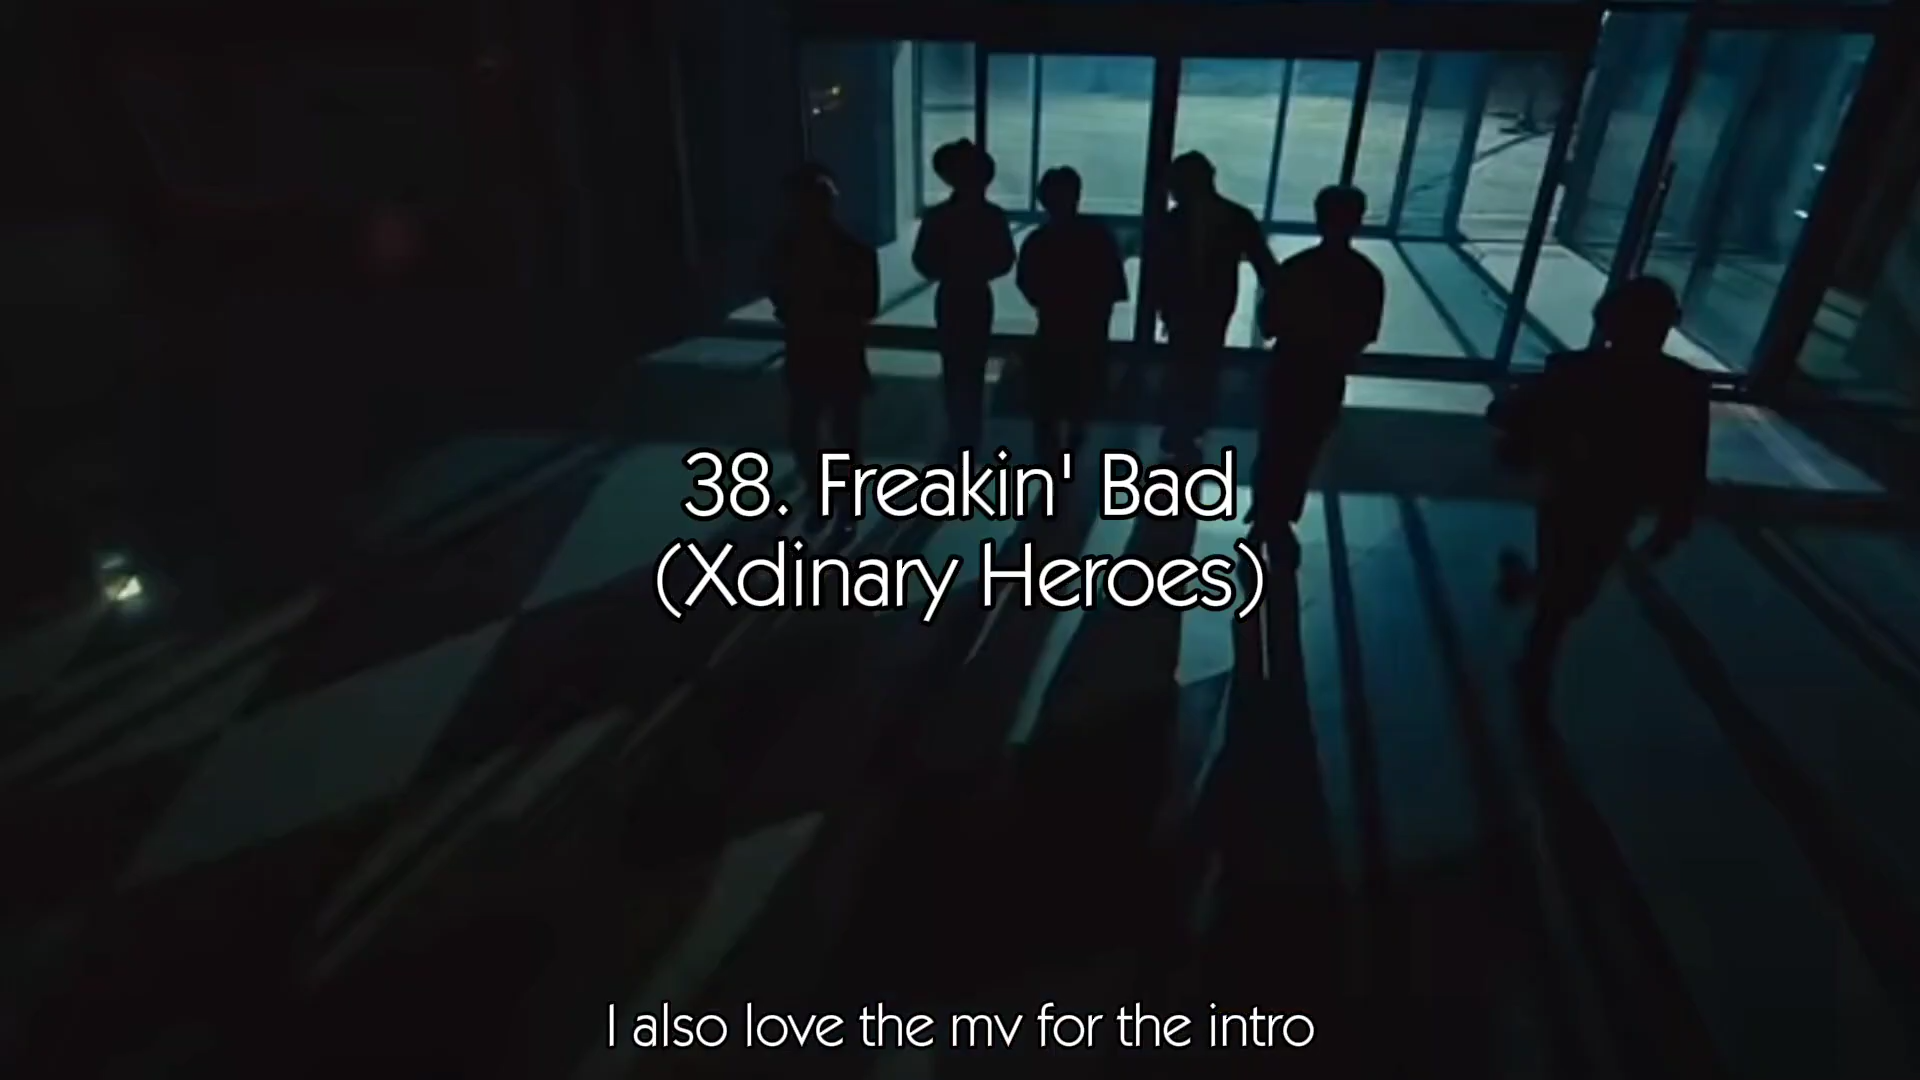 38. Freakin' Bad
(Xdinary Heroes)
I also love the mv for the intro